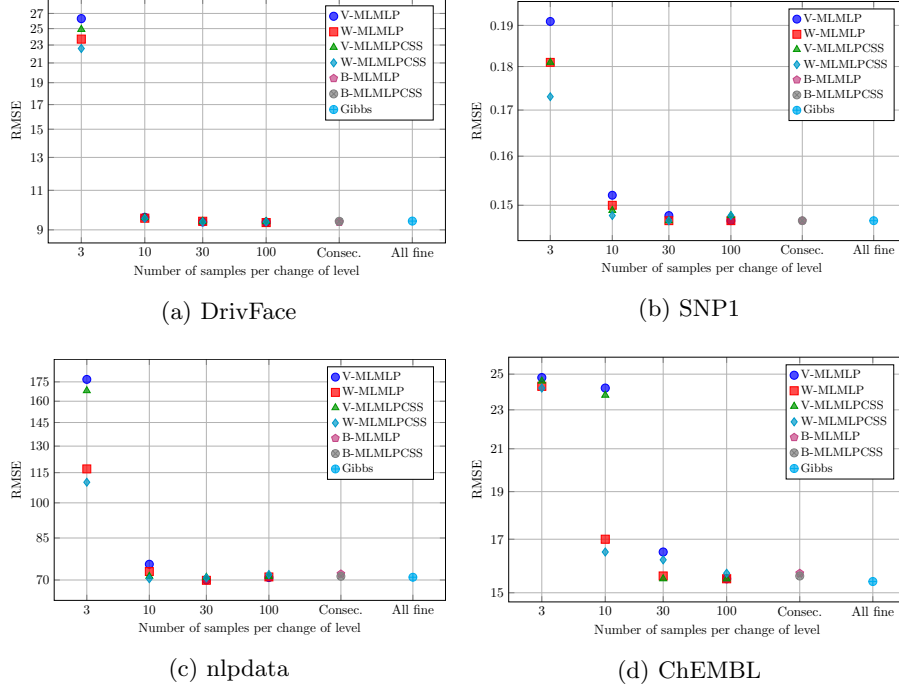 27
25
23
21
19
17
15
13
11
9
RMSE
V-MLMLP
W-MLMLP
V-MLMLPCSS
W-MLMLPCSS
B-MLMLP
B-MLMLPCSS
Gibbs
3 10 30 100 Consec. All fine
Number of samples per change of level
(a) DrivFace
0.19
0.18
0.17
0.16
0.15
RMSE
V-MLMLP
W-MLMLP
V-MLMLPCSS
W-MLMLPCSS
B-MLMLP
B-MLMLPCSS
Gibbs
3 10 30 100 Consec. All fine
Number of samples per change of level
(b) SNP1
175
160
145
130
115
100
85
70
RMSE
V-MLMLP
W-MLMLP
V-MLMLPCSS
W-MLMLPCSS
B-MLMLP
B-MLMLPCSS
Gibbs
3 10 30 100 Consec. All fine
Number of samples per change of level
(c) nlpdata
25
23
21
19
17
15
RMSE
V-MLMLP
W-MLMLP
V-MLMLPCSS
W-MLMLPCSS
B-MLMLP
B-MLMLPCSS
Gibbs
3 10 30 100 Consec. All fine
Number of samples per change of level
(d) ChEMBL